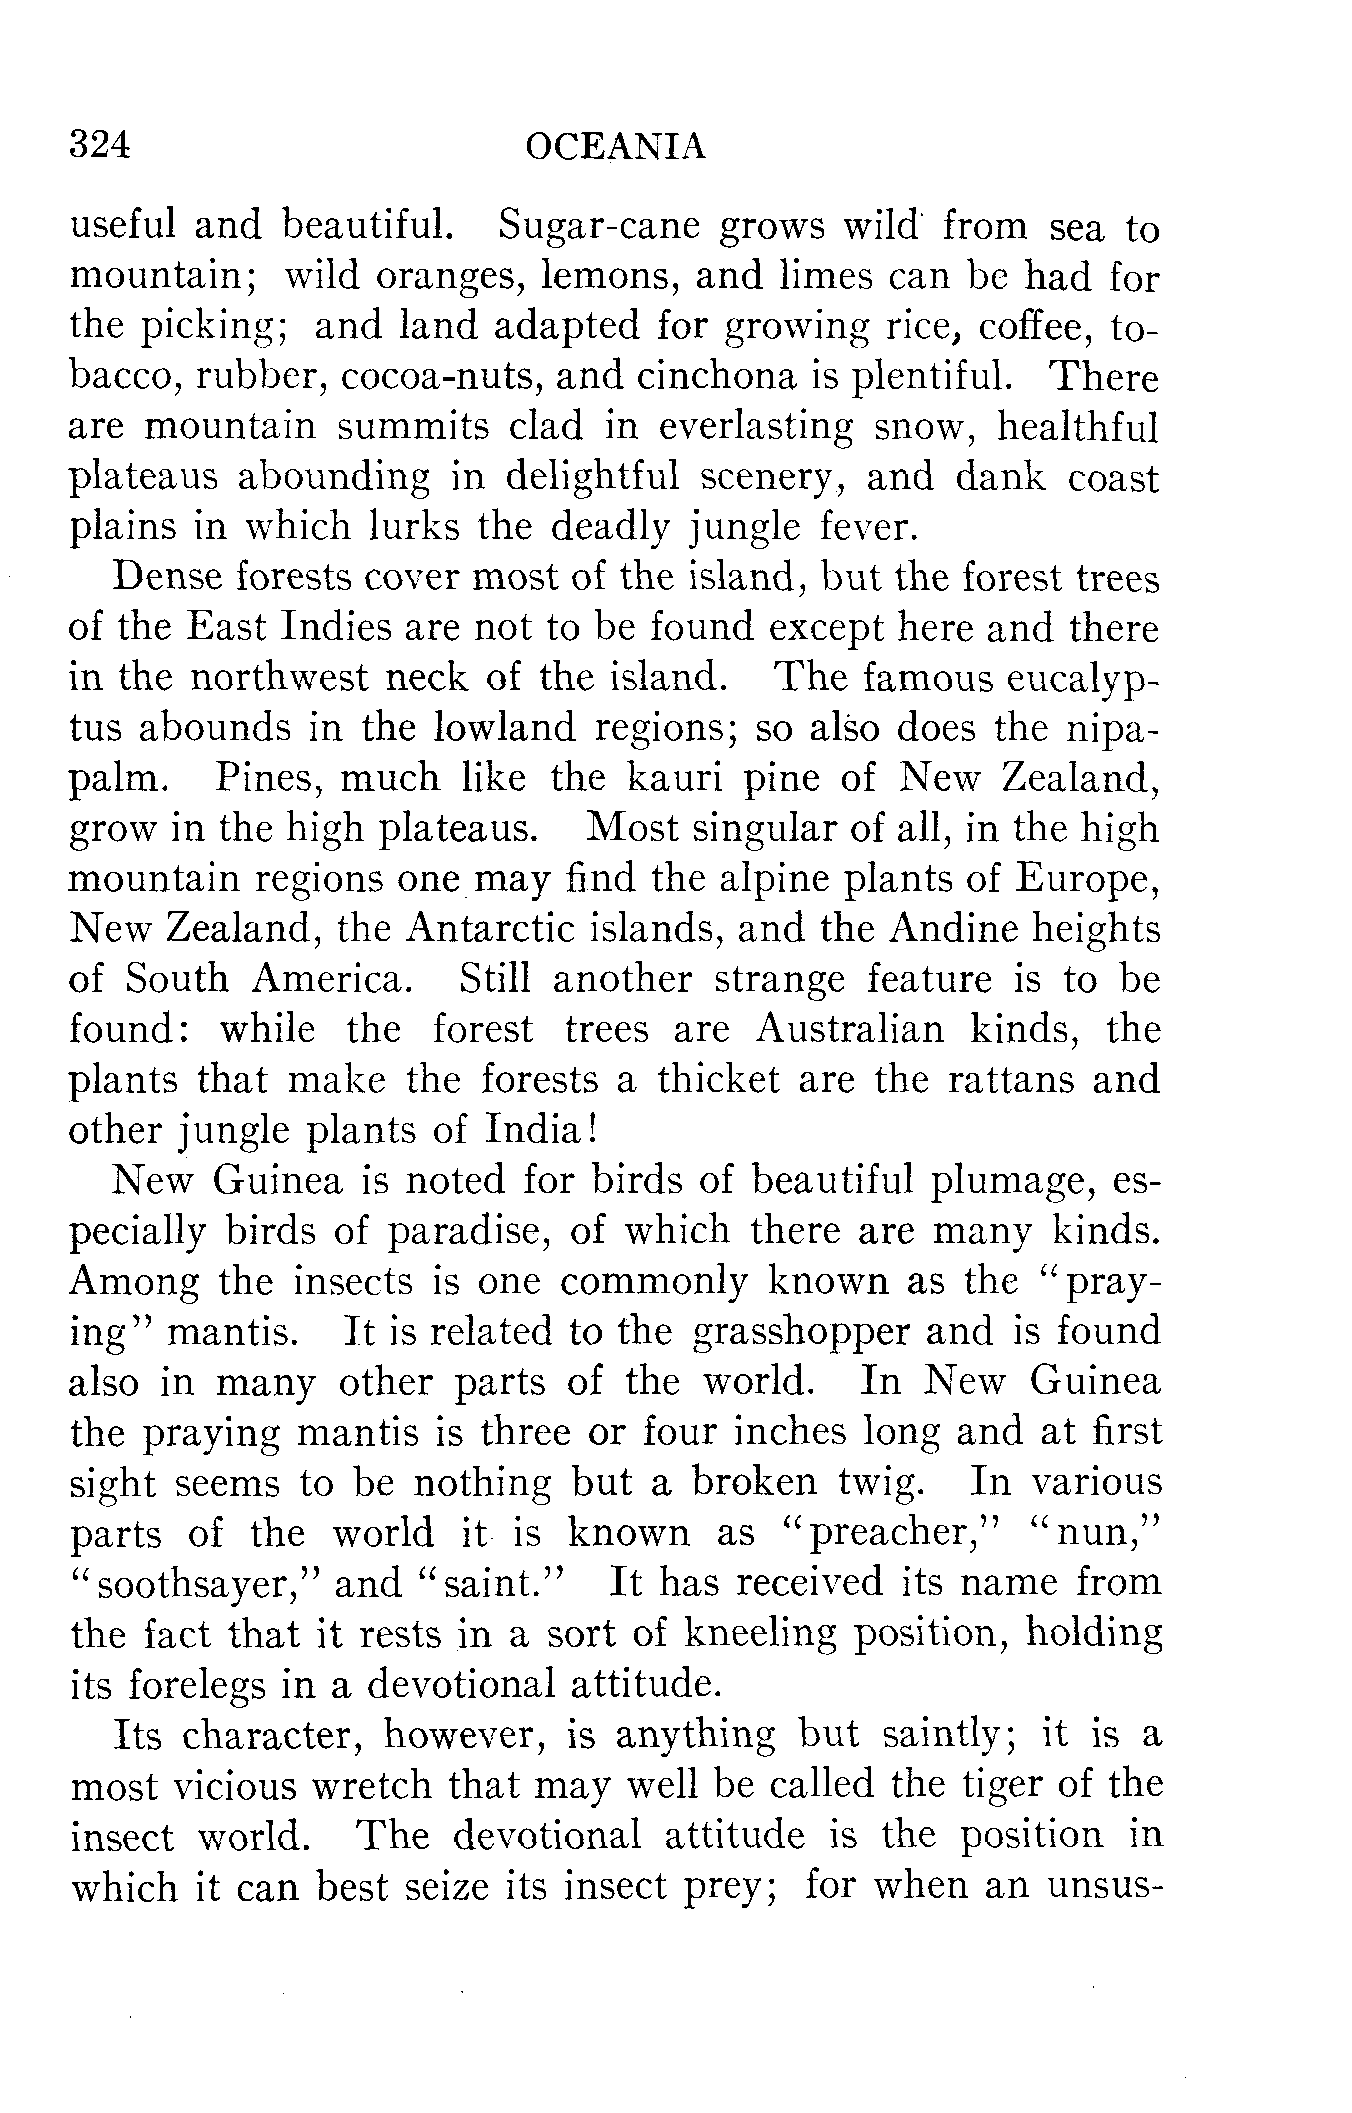 324 OCEANIA
useful and beautiful. Sugar-cane grows wild from sea to
mountain; wild oranges, lemons, and limes can be had for
the picking; and land adapted for growing rice, coffee, to-
bacco, rubber, cocoa-nuts, and cinchona is plentiful. There
are mountain summits clad in everlasting snow, healthful
plateaus abounding in delightful scenery, and dank coast
plains in which lurks the deadly jungle fever.
Dense forests cover most of the island, but the forest trees
of the East Indies are not to be found except here and there
in the northwest neck of the island. The famous eucalyp-
tus abounds in the lowland regions; so also does the nipa-
palm. Pines, much like the kauri pine of New Zealand,
grow in the high plateaus. Most singular of all, in the high
mountain regions one may find the alpine plants of Europe,
New Zealand, the Antarctic islands, and the Andine heights
of South America. Still another strange feature is to be
found: while the forest trees are Australian kinds, the
plants that make the forests a thicket are the rattans and
other jungle plants of India!
New Guinea is noted for birds of beautiful plumage, es-
pecially birds of paradise, of which there are many kinds.
Among the insects is one commonly known as the "pray-
ing" mantis. It is related to the grasshopper and is found
also in many other parts of the world. In New Guinea
the praying mantis is three or four inches long and at first
sight seems to be nothing but a broken twig. In various
parts of the world it is known as "preacher," "nun,"
"soothsayer," and "saint." It has received its name from
the fact that it rests in a sort of kneeling position, holding
its forelegs in a devotional attitude.
Its character, however, is anything but saintly; it is a
most vicious wretch that may well be called the tiger of the
insect world. The devotional attitude is the position in
which it can best seize its insect prey; for when an unsus-